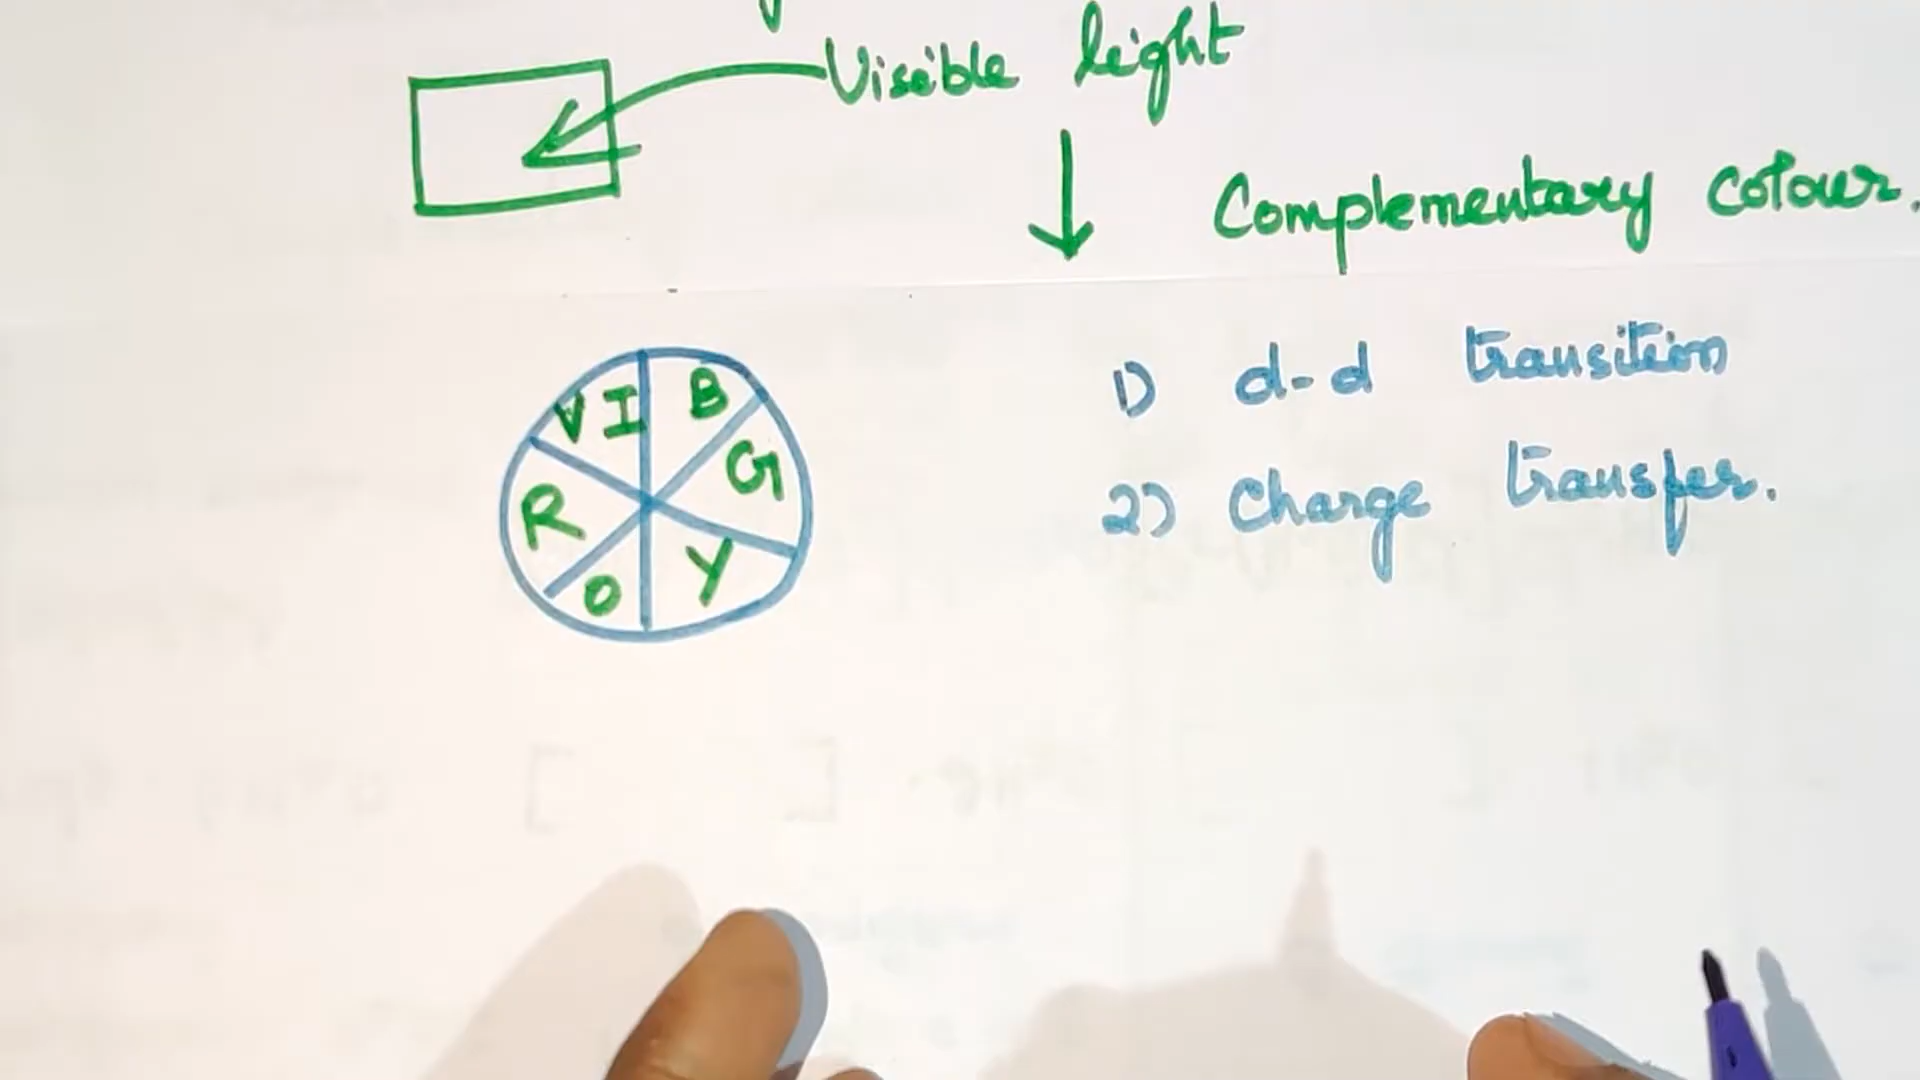 Visible light
Complementary colour.
VI B
G
R
O Y
1) d-d transition
2) Charge transfer.